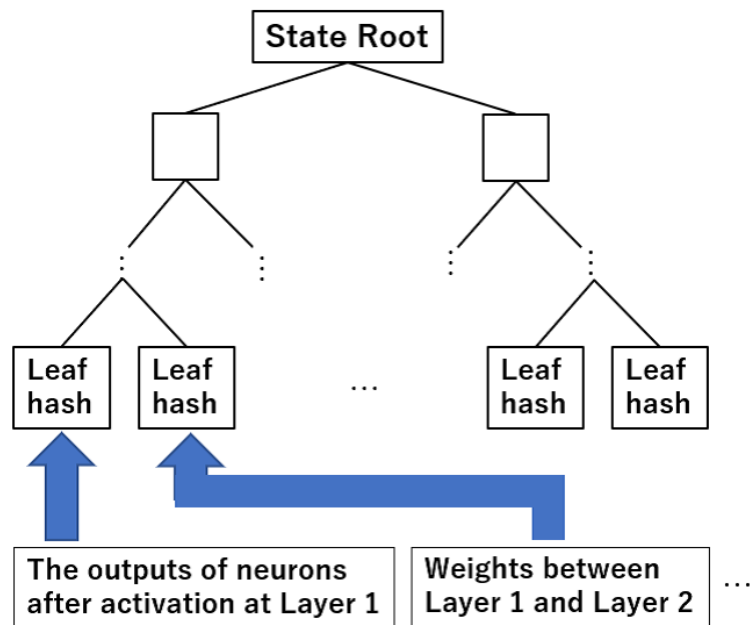 State Root
⋮
⋮
⋮
⋮
Leaf
hash
Leaf
hash
...
Leaf
hash
Leaf
hash
The outputs of neurons
after activation at Layer 1
Weights between
Layer 1 and Layer 2
...